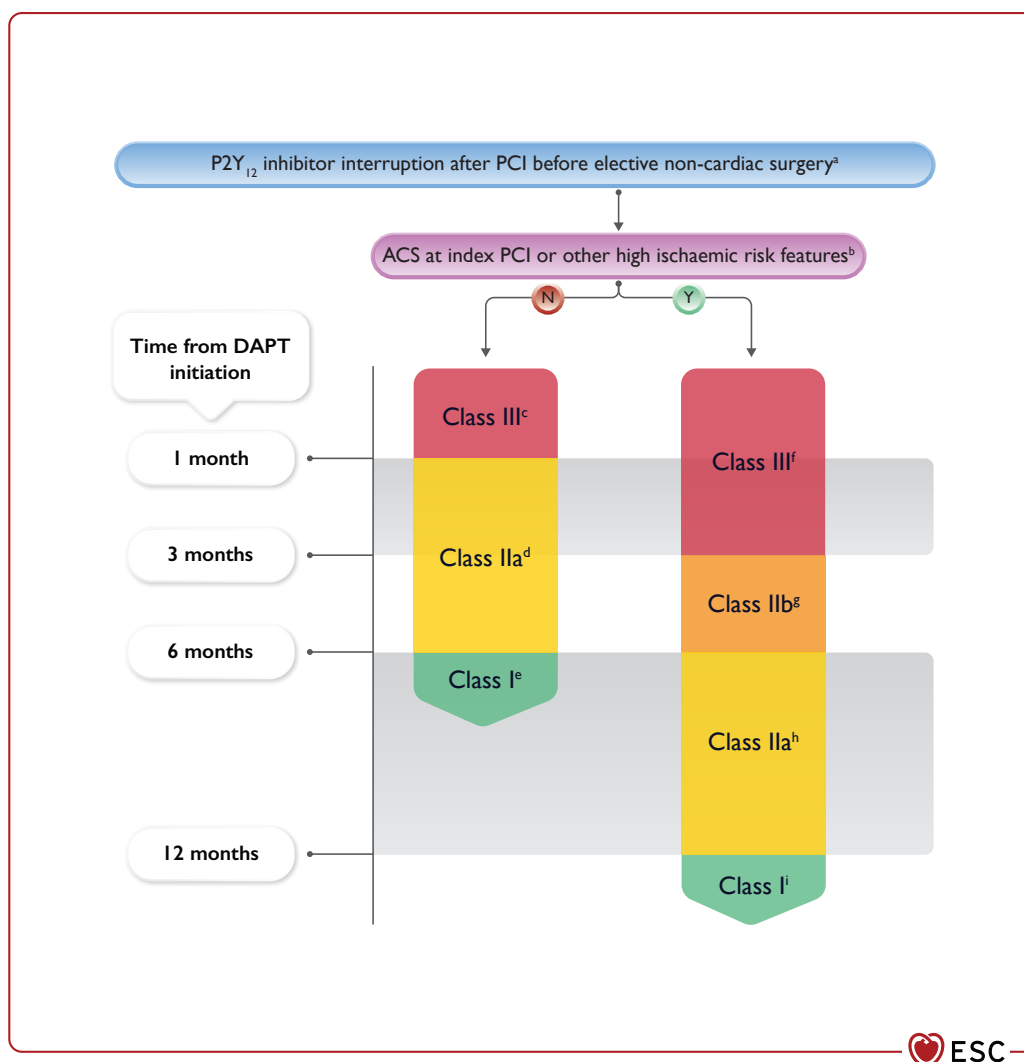 P2Y₁₂ inhibitor interruption after PCI before elective non-cardiac surgeryᵃ
ACS at index PCI or other high ischaemic risk featuresᵇ
N
Y
Time from DAPT
initiation
Class IIIᶜ
1 month
Class IIIᶠ
3 months
Class IIaᵈ
Class IIbᵍ
6 months
Class Iᵉ
Class IIaʰ
12 months
Class Iⁱ
ESC